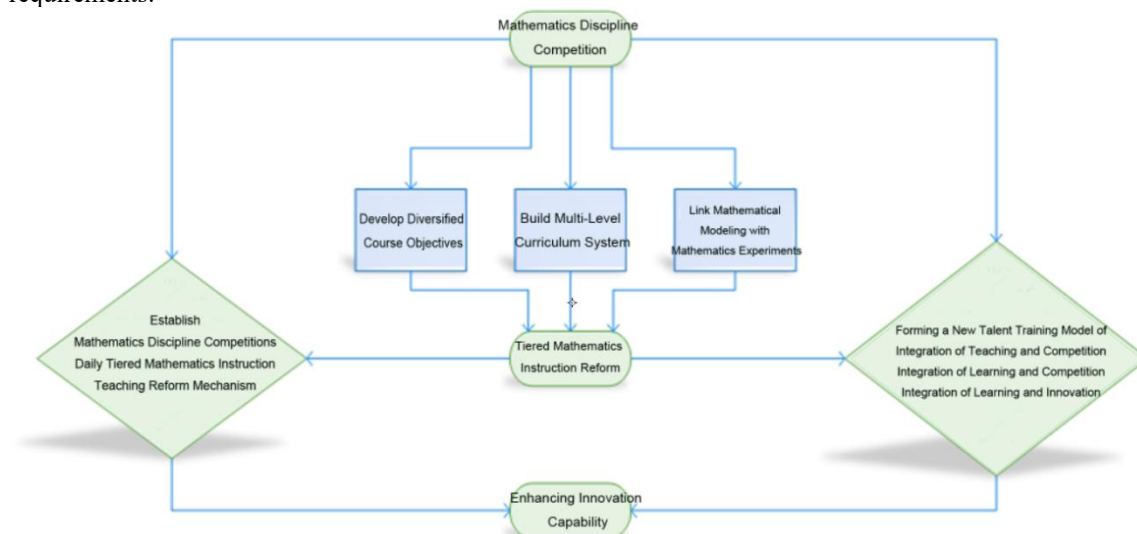 requirements.
Mathematics Discipline
Competition
Develop Diversified
Course Objectives
Build Multi-Level
Curriculum System
Link Mathematical
Modeling with
Mathematics Experiments
Establish
Mathematics Discipline Competitions
Daily Tiered Mathematics Instruction
Teaching Reform Mechanism
Tiered Mathematics
Instruction Reform
Forming a New Talent Training Model of
Integration of Teaching and Competition
Integration of Learning and Competition
Integration of Learning and Innovation
Enhancing Innovation
Capability